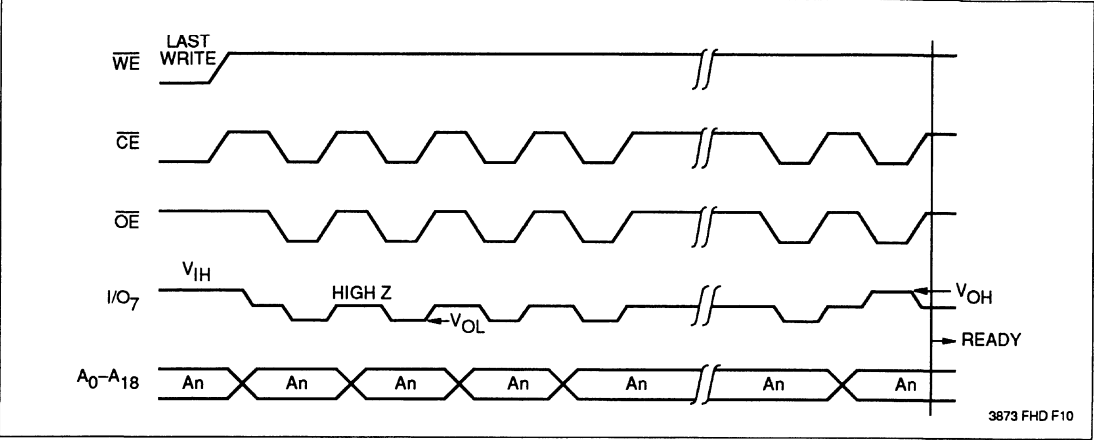 LAST
WRITE
WE
CE
OE
VIH
I/O7
HIGH Z
VOL
VOH
READY
A0–A18
An An An An An An An
3873 FHD F10